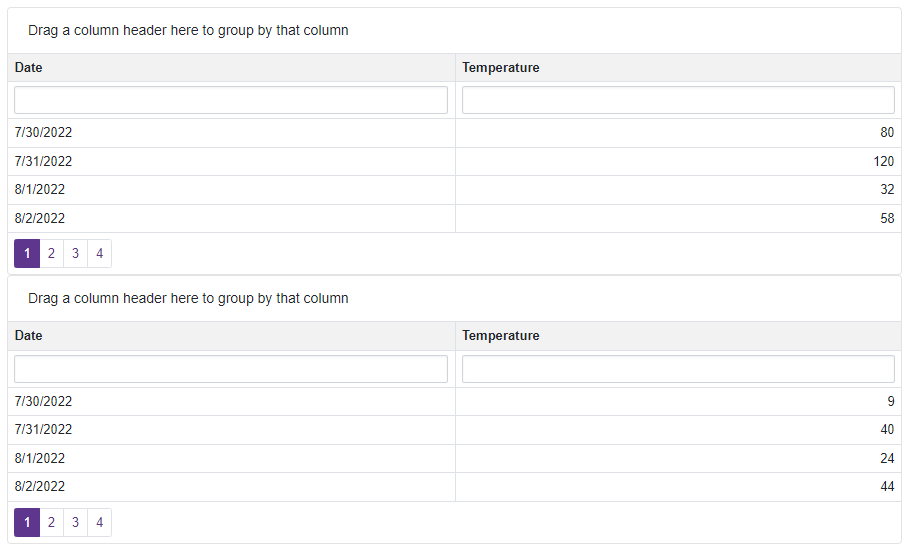 Drag a column header here to group by that column
Date Temperature
7/30/2022 80
7/31/2022 120
8/1/2022 32
8/2/2022 58
1 2 3 4
Drag a column header here to group by that column
Date Temperature
7/30/2022 9
7/31/2022 40
8/1/2022 24
8/2/2022 44
1 2 3 4